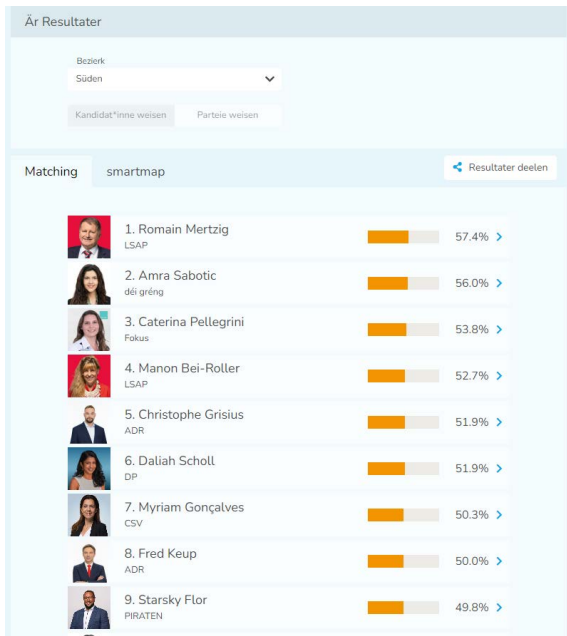 Är Resultater
Bezierk
Süden
Kandidat*inne weisen Parteie weisen
Matching smartmap Resultater deelen
1. Romain Mertzig
LSAP
57.4%
2. Amra Sabotic
déi gréng
56.0%
3. Caterina Pellegrini
Fokus
53.8%
4. Manon Bei-Roller
LSAP
52.7%
5. Christophe Grisius
ADR
51.9%
6. Daliah Scholl
DP
51.9%
7. Myriam Gonçalves
CSV
50.3%
8. Fred Keup
ADR
50.0%
9. Starsky Flor
PIRATEN
49.8%